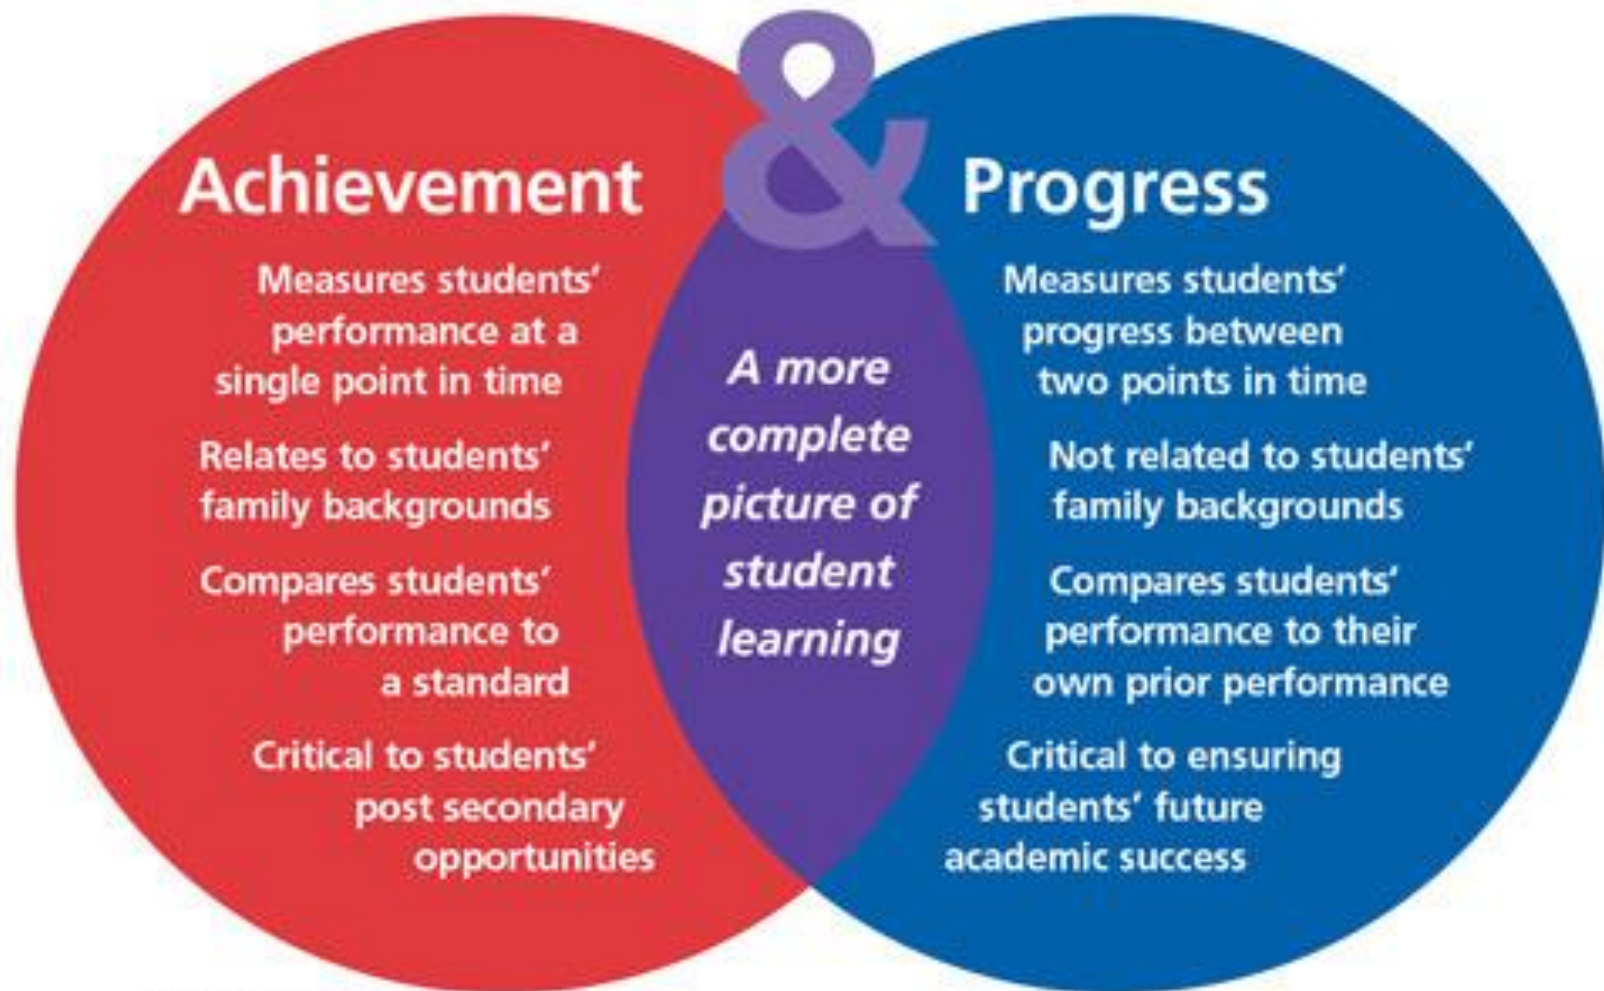 &
Achievement
Measures students'
performance at a
single point in time
Relates to students'
family backgrounds
Compares students'
performance to
a standard
Critical to students'
post secondary
opportunities
A more
complete
picture of
student
learning
Progress
Measures students'
progress between
two points in time
Not related to students'
family backgrounds
Compares students'
performance to their
own prior performance
Critical to ensuring
students' future
academic success